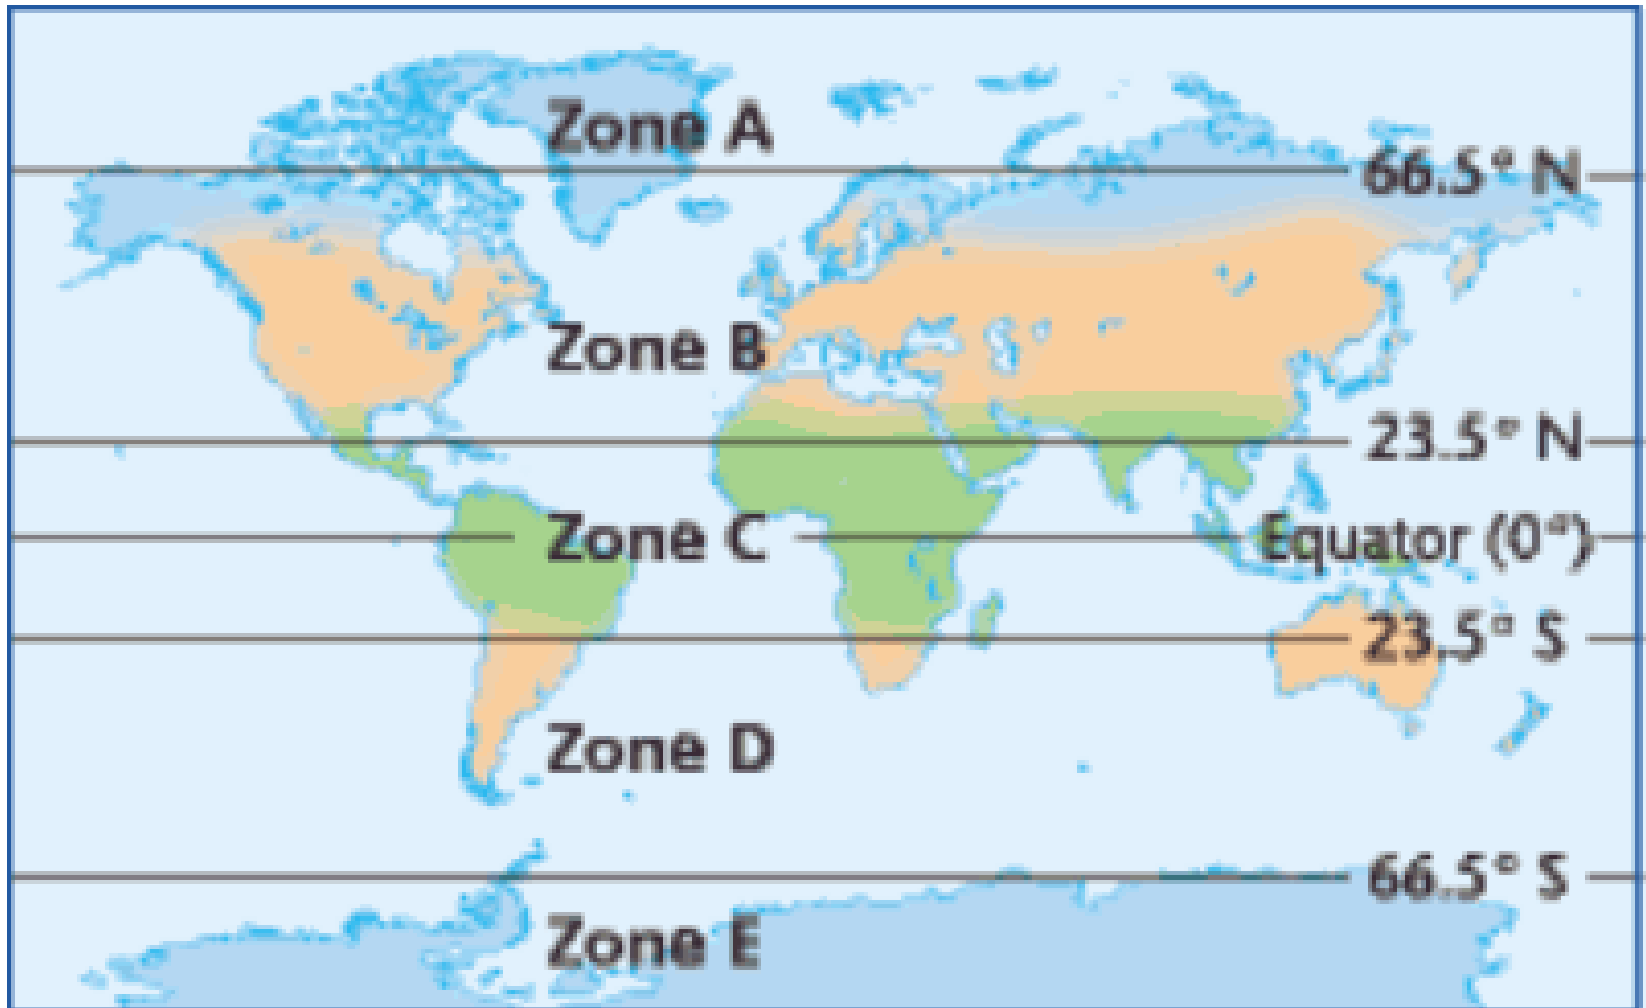 Zone A
66.5° N
Zone B
23.5° N
Zone C
Equator (0°)
23.5° S
Zone D
66.5° S
Zone E